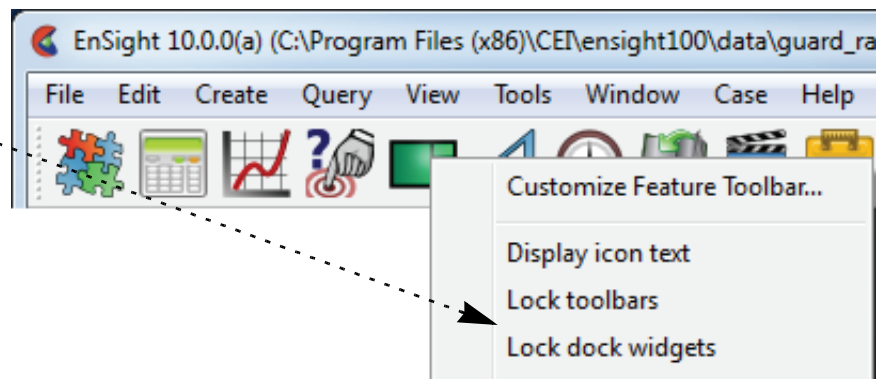 EnSight 10.0.0(a) (C:\Program Files (x86)\CEI\ensight100\data\guard_ra
File Edit Create Query View Tools Window Case Help
?
Customize Feature Toolbar...
Display icon text
Lock toolbars
Lock dock widgets